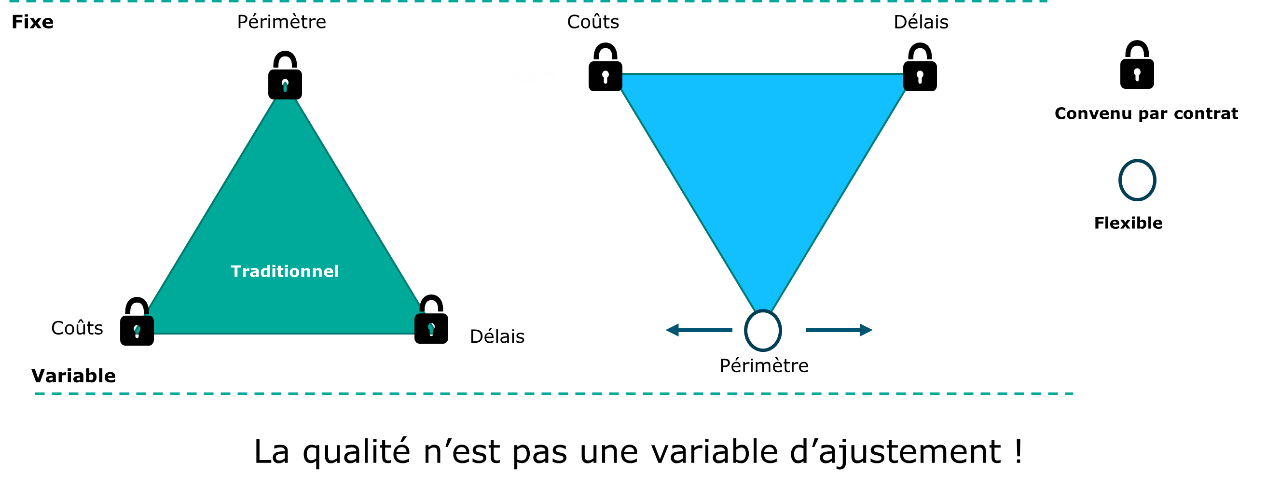 Fixe
Périmètre
Coûts
Délais
Convenu par contrat
Flexible
Traditionnel
Coûts
Délais
Périmètre
Variable
La qualité n’est pas une variable d’ajustement !